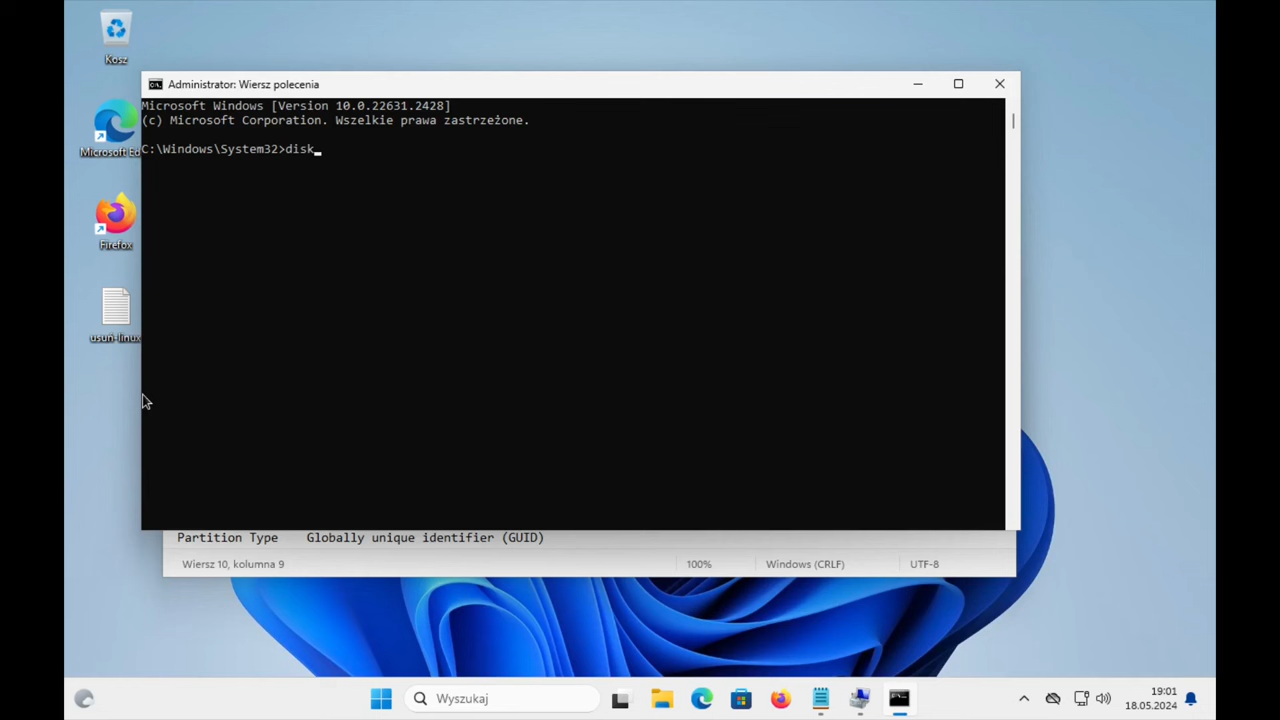 Kosz
Administrator: Wiersz polecenia
Microsoft Windows [Version 10.0.22631.2428]
(c) Microsoft Corporation. Wszelkie prawa zastrzeżone.
Microsoft Ed
C:\Windows\System32>disk_
Firefox
usuń-linux
Partition Type Globally unique identifier (GUID)
Wiersz 10, kolumna 9 100% Windows (CRLF) UTF-8
Wyszukaj
19:01
18.05.2024